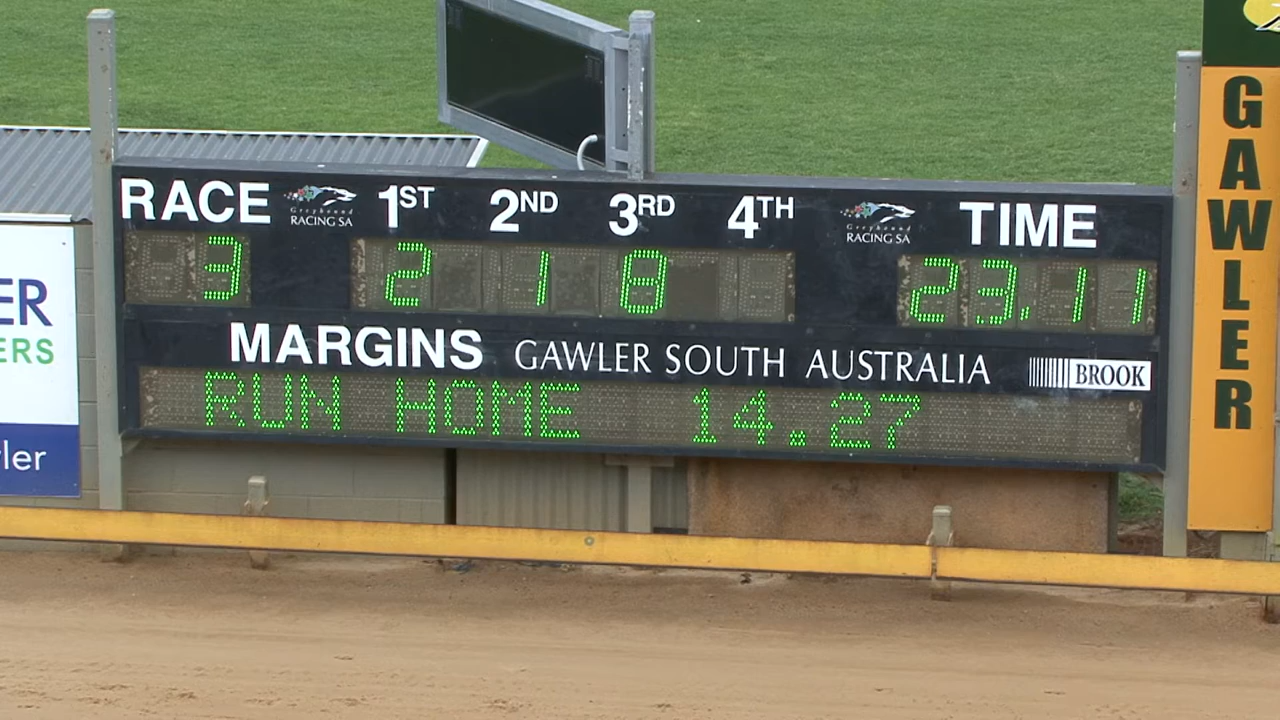 RACE 1ST 2ND 3RD 4TH TIME
Greyhound RACING SA
Greyhound RACING SA
3 2 1 8 23.11
MARGINS GAWLER SOUTH AUSTRALIA BROOK
RUN HOME 14.27
GAWLER
ER
ERS
ler